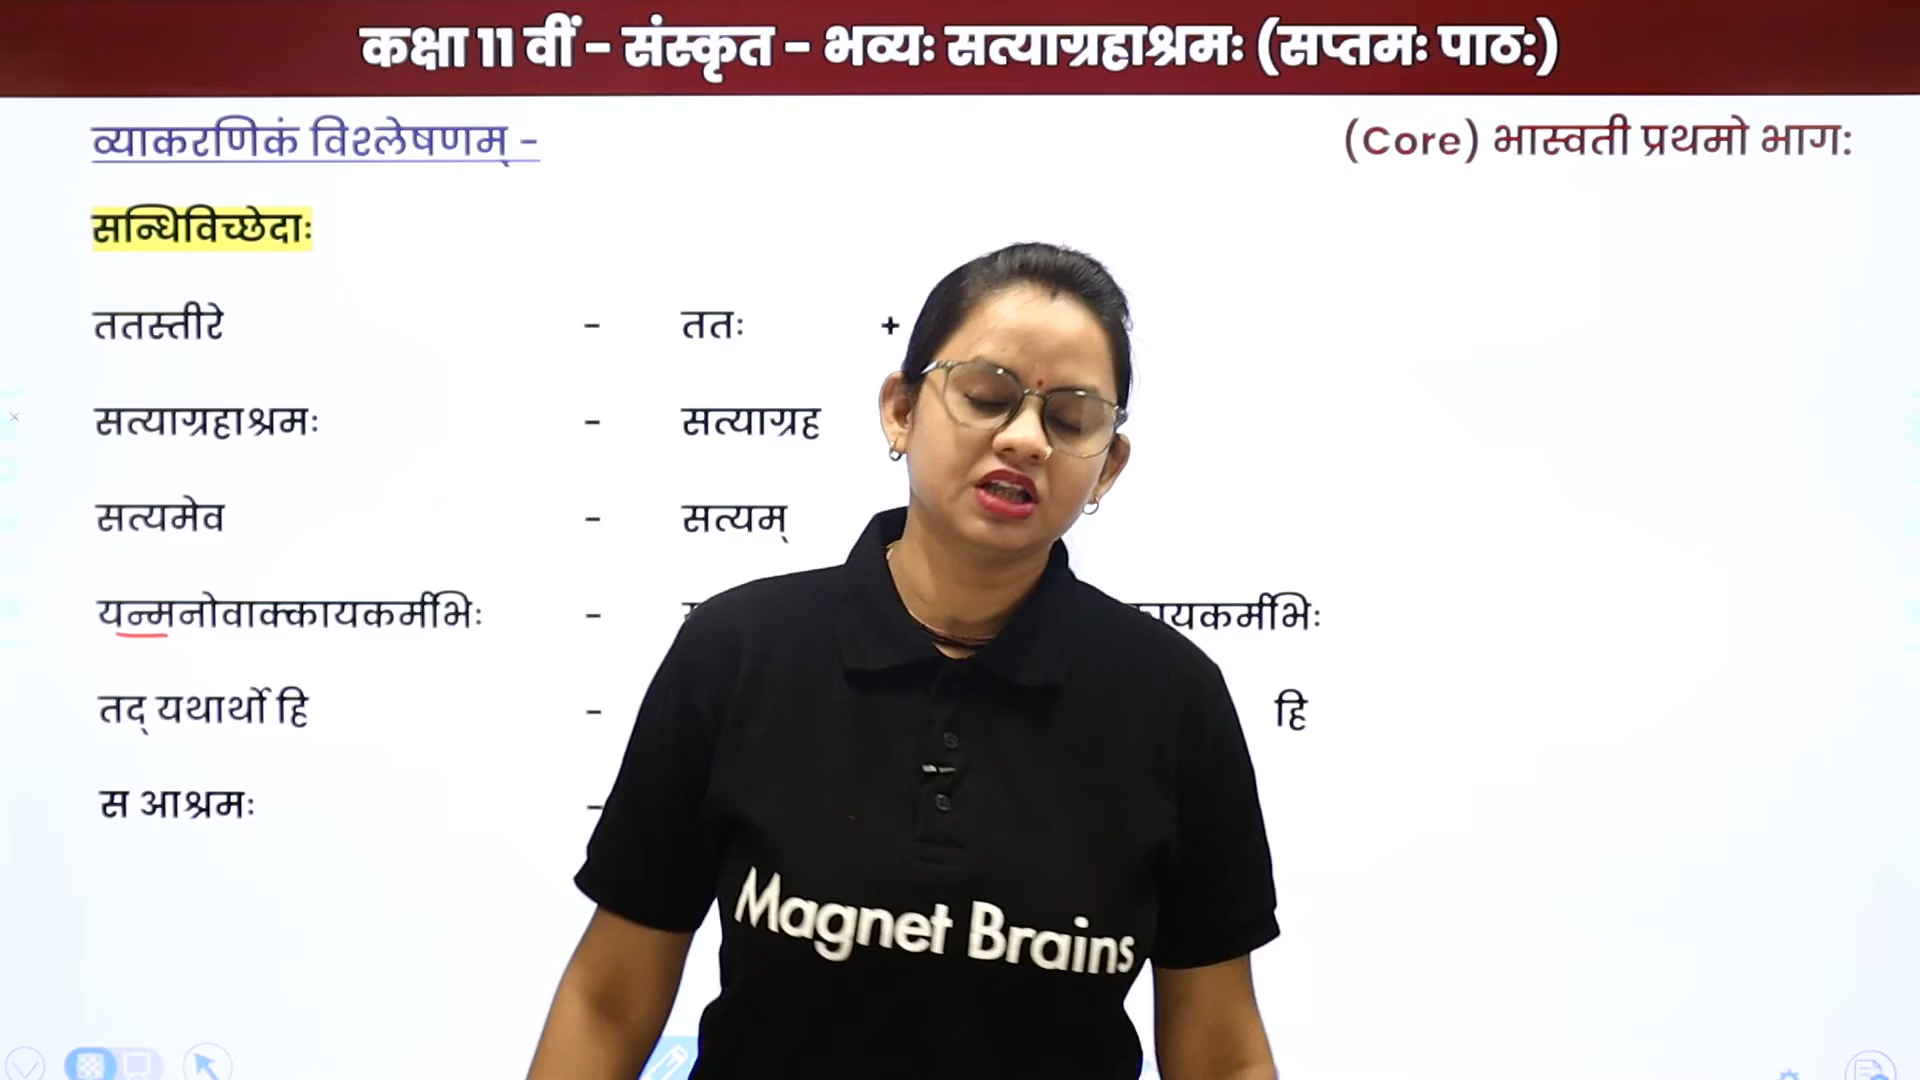 कक्षा 11 वीं - संस्कृत - भव्यः सत्याग्रहाश्रमः (सप्तमः पाठः)
व्याकरणिकं विश्लेषणम् -
(Core) भास्वती प्रथमो भागः
सन्धिविच्छेदाः
ततस्तीरे - ततः +
सत्याग्रहाश्रमः - सत्याग्रह
सत्यमेव - सत्यम्
यन्मनोवाक्कायकर्मभिः - कायकर्मभिः
तद् यथार्थो हि - हि
स आश्रमः -
Magnet Brains